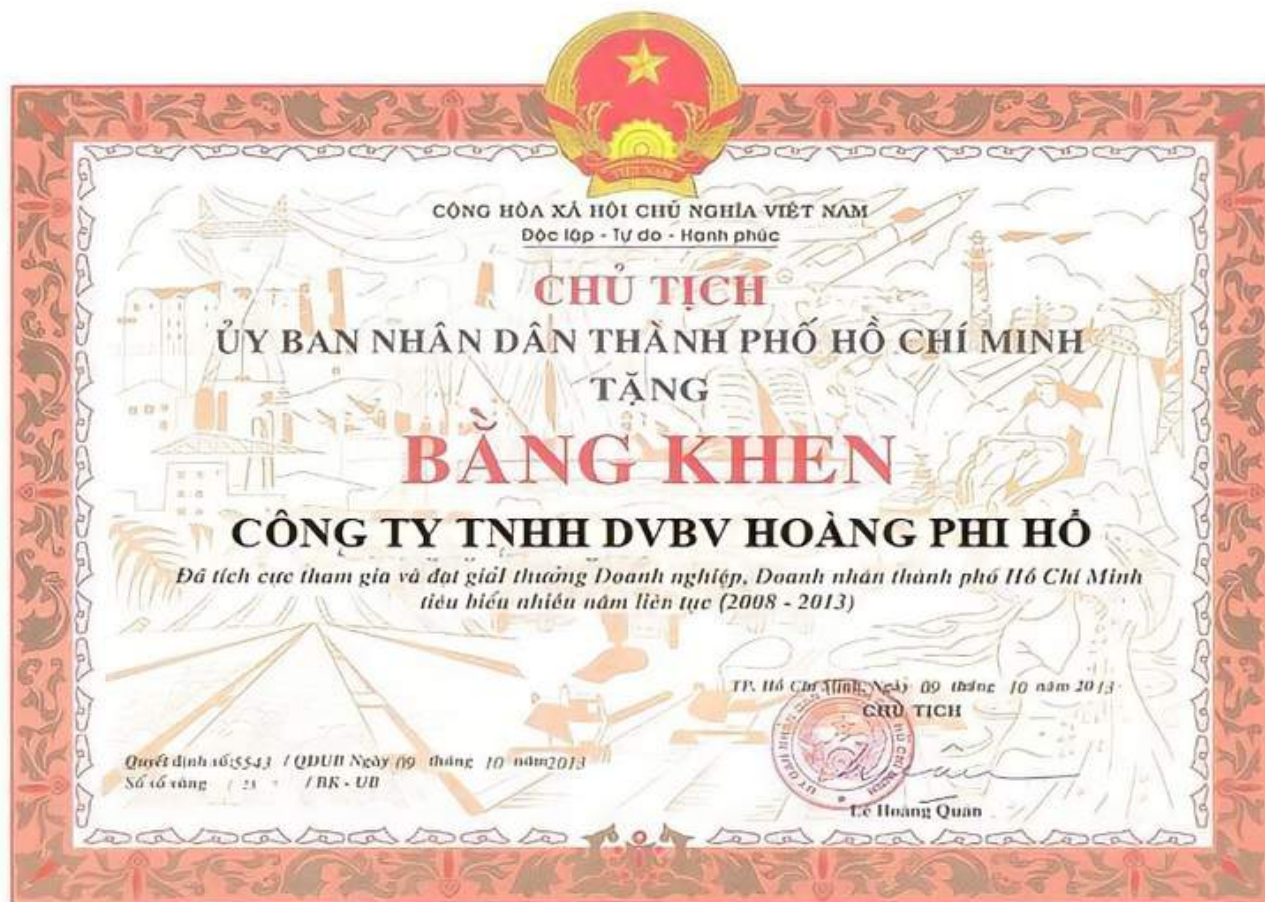 VIỆT NAM
CỘNG HÒA XÃ HỘI CHỦ NGHĨA VIỆT NAM
Độc lập - Tự do - Hạnh phúc
CHỦ TỊCH
ỦY BAN NHÂN DÂN THÀNH PHỐ HỒ CHÍ MINH
TẶNG
BẰNG KHEN
CÔNG TY TNHH DVBV HOÀNG PHI HỔ
Đã tích cực tham gia và đạt giải thưởng Doanh nghiệp, Doanh nhân thành phố Hồ Chí Minh
tiêu biểu nhiều năm liên tục (2008 - 2013)
TP. Hồ Chí Minh, Ngày 09 tháng 10 năm 2013
CHỦ TỊCH
Quyết định số:5543 / QĐUB Ngày 09 tháng 10 năm2013
Số sổ vàng / BK - UB
Lê Hoàng Quân